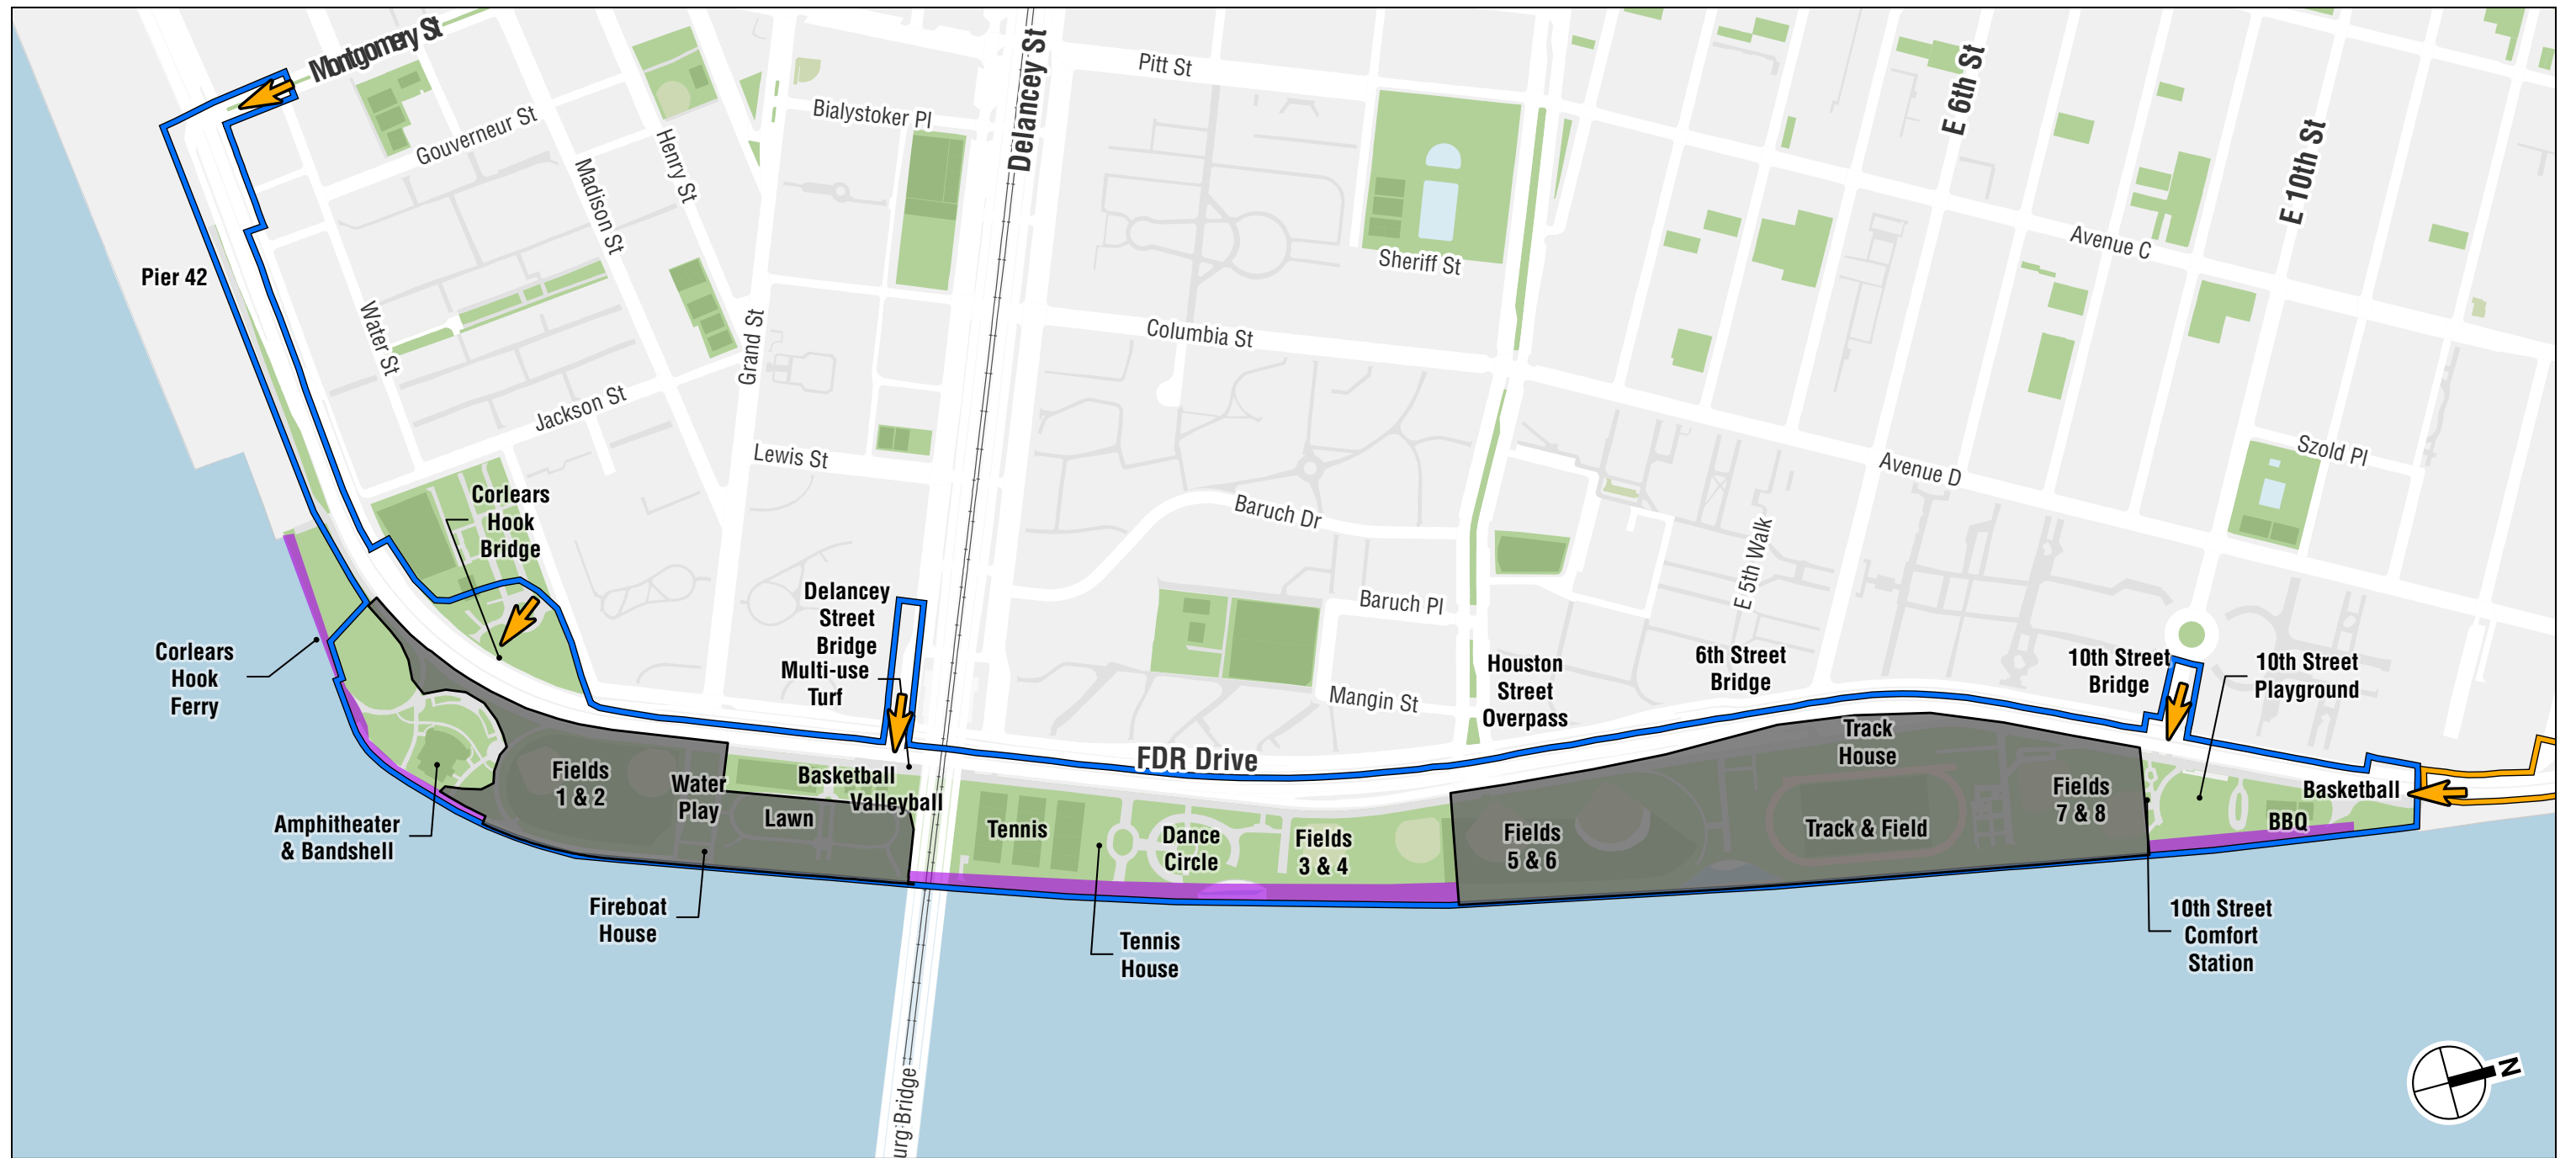 Montgomery St
Gouverneur St
Madison St
Henry St
Bialystoker Pl
Delancey St
Pitt St
E 6th St
E 10th St
Avenue C
Sheriff St
Pier 42
Water St
Grand St
Columbia St
Jackson St
Lewis St
Szold Pl
Avenue D
Baruch Dr
E 5th Walk
Corlears
Hook
Bridge
Delancey
Street
Bridge
Multi-use
Turf
Baruch Pl
Mangin St
Houston
Street
Overpass
6th Street
Bridge
10th Street
Bridge
10th Street
Playground
Corlears
Hook
Ferry
FDR Drive
Track
House
Fields
1 & 2
Water
Play
Basketball
Valleyball
Lawn
Tennis
Dance
Circle
Fields
3 & 4
Fields
5 & 6
Track & Field
Fields
7 & 8
Basketball
BBQ
Amphitheater
& Bandshell
Fireboat
House
Tennis
House
10th Street
Comfort
Station
urg Bridge
N